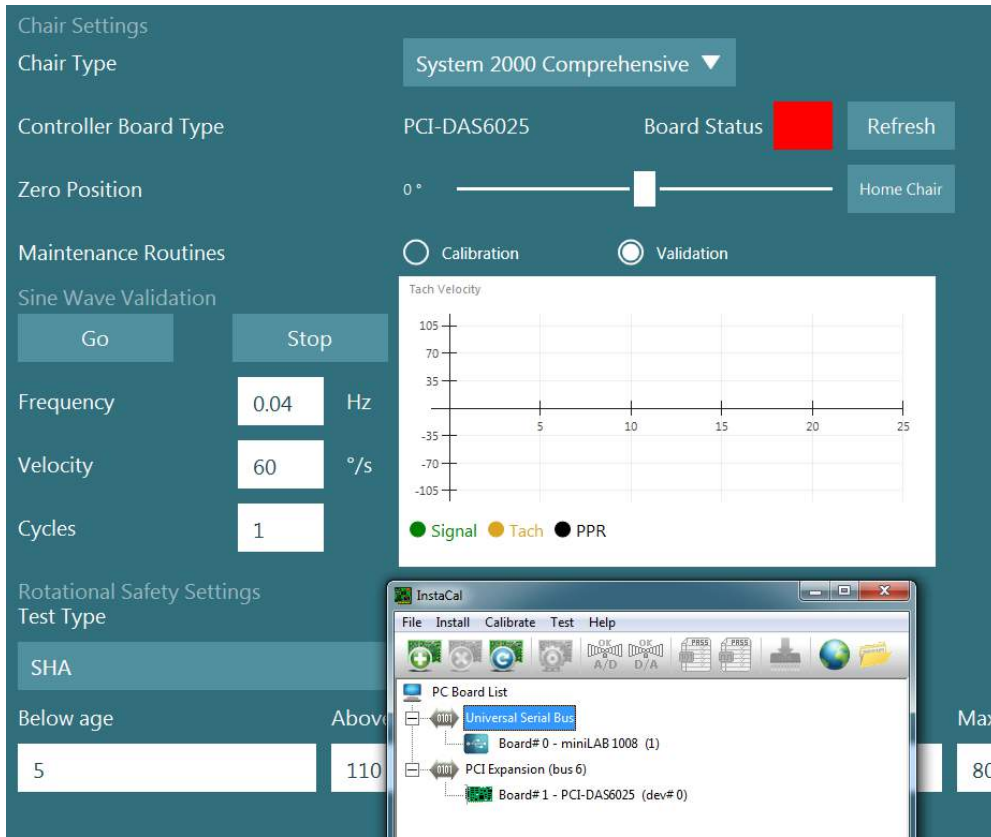 Chair Settings
Chair Type System 2000 Comprehensive
Controller Board Type PCI-DAS6025 Board Status Refresh
Zero Position 0 ° Home Chair
Maintenance Routines Calibration Validation
Sine Wave Validation
Go Stop
Frequency 0.04 Hz
Velocity 60 °/s
Cycles 1
Tach Velocity
105
70
35
5 10 15 20 25
-35
-70
-105
Signal Tach PPR
Rotational Safety Settings
Test Type
SHA
Below age Above Max
5 110 80
InstaCal
File Install Calibrate Test Help
OK A/D OK D/A PASS PASS
PC Board List
0101 Universal Serial Bus
Board# 0 - miniLAB 1008 (1)
0101 PCI Expansion (bus 6)
Board# 1 - PCI-DAS6025 (dev# 0)